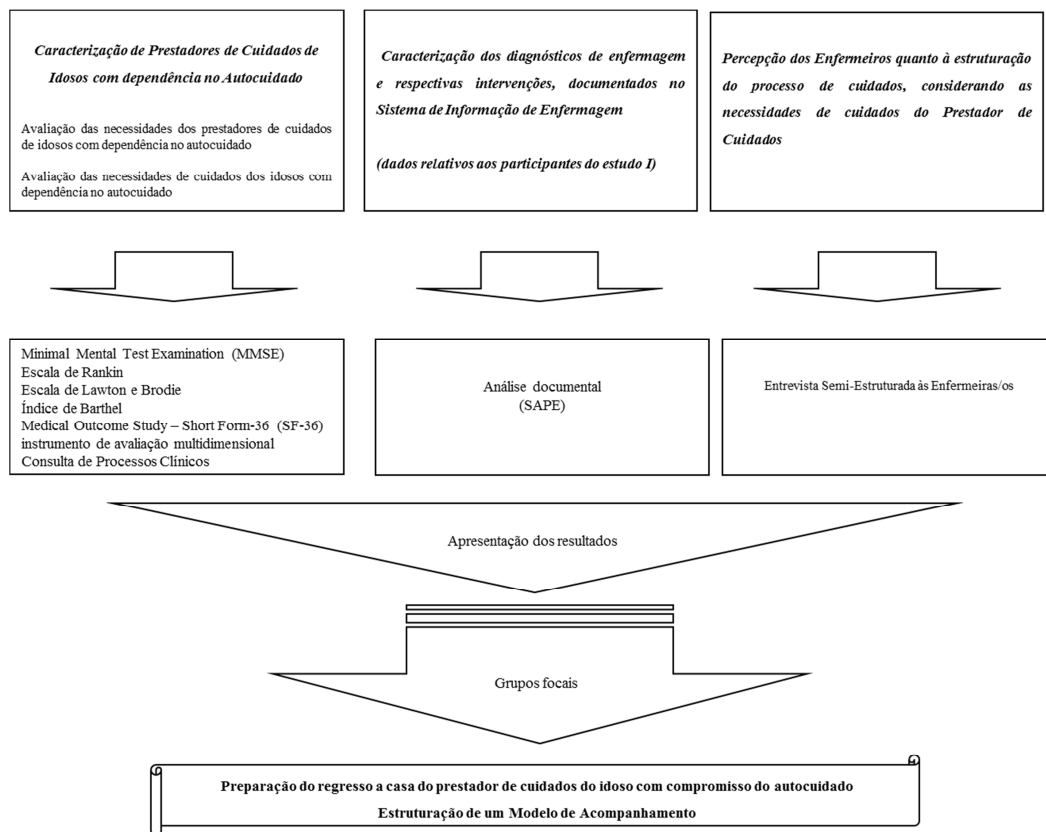 Caracterização de Prestadores de Cuidados de
Idosos com dependência no Autocuidado
Avaliação das necessidades dos prestadores de cuidados
de idosos com dependência no autocuidado
Avaliação das necessidades de cuidados dos idosos com
dependência no autocuidado
Caracterização dos diagnósticos de enfermagem
e respectivas intervenções, documentados no
Sistema de Informação de Enfermagem
(dados relativos aos participantes do estudo I)
Percepção dos Enfermeiros quanto à estruturação
do processo de cuidados, considerando as
necessidades de cuidados do Prestador de
Cuidados
Minimal Mental Test Examination (MMSE)
Escala de Rankin
Escala de Lawton e Brodie
Índice de Barthel
Medical Outcome Study – Short Form-36 (SF-36)
instrumento de avaliação multidimensional
Consulta de Processos Clínicos
Análise documental
(SAPE)
Entrevista Semi-Estruturada às Enfermeiras/os
Apresentação dos resultados
Grupos focais
Preparação do regresso a casa do prestador de cuidados do idoso com compromisso do autocuidado
Estruturação de um Modelo de Acompanhamento